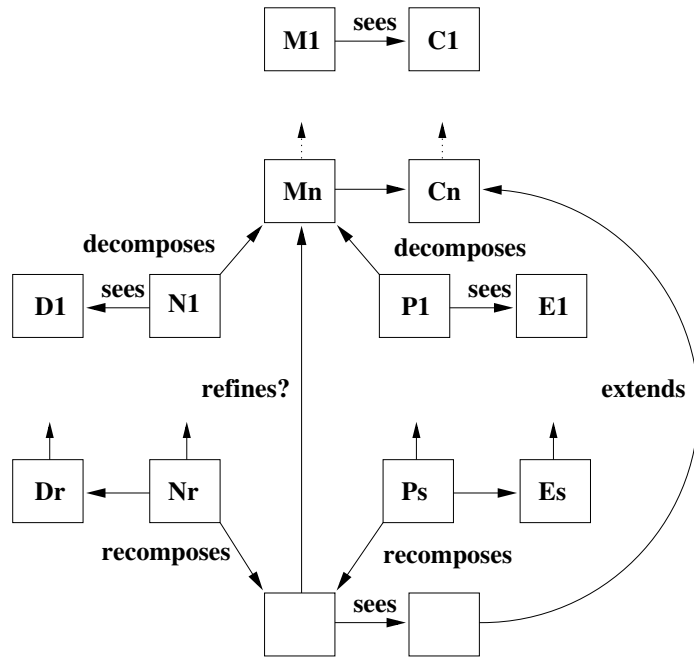 sees
M1 C1
Mn Cn
decomposes decomposes
sees sees
D1 N1 P1 E1
refines? extends
Dr Nr Ps Es
recomposes recomposes
sees